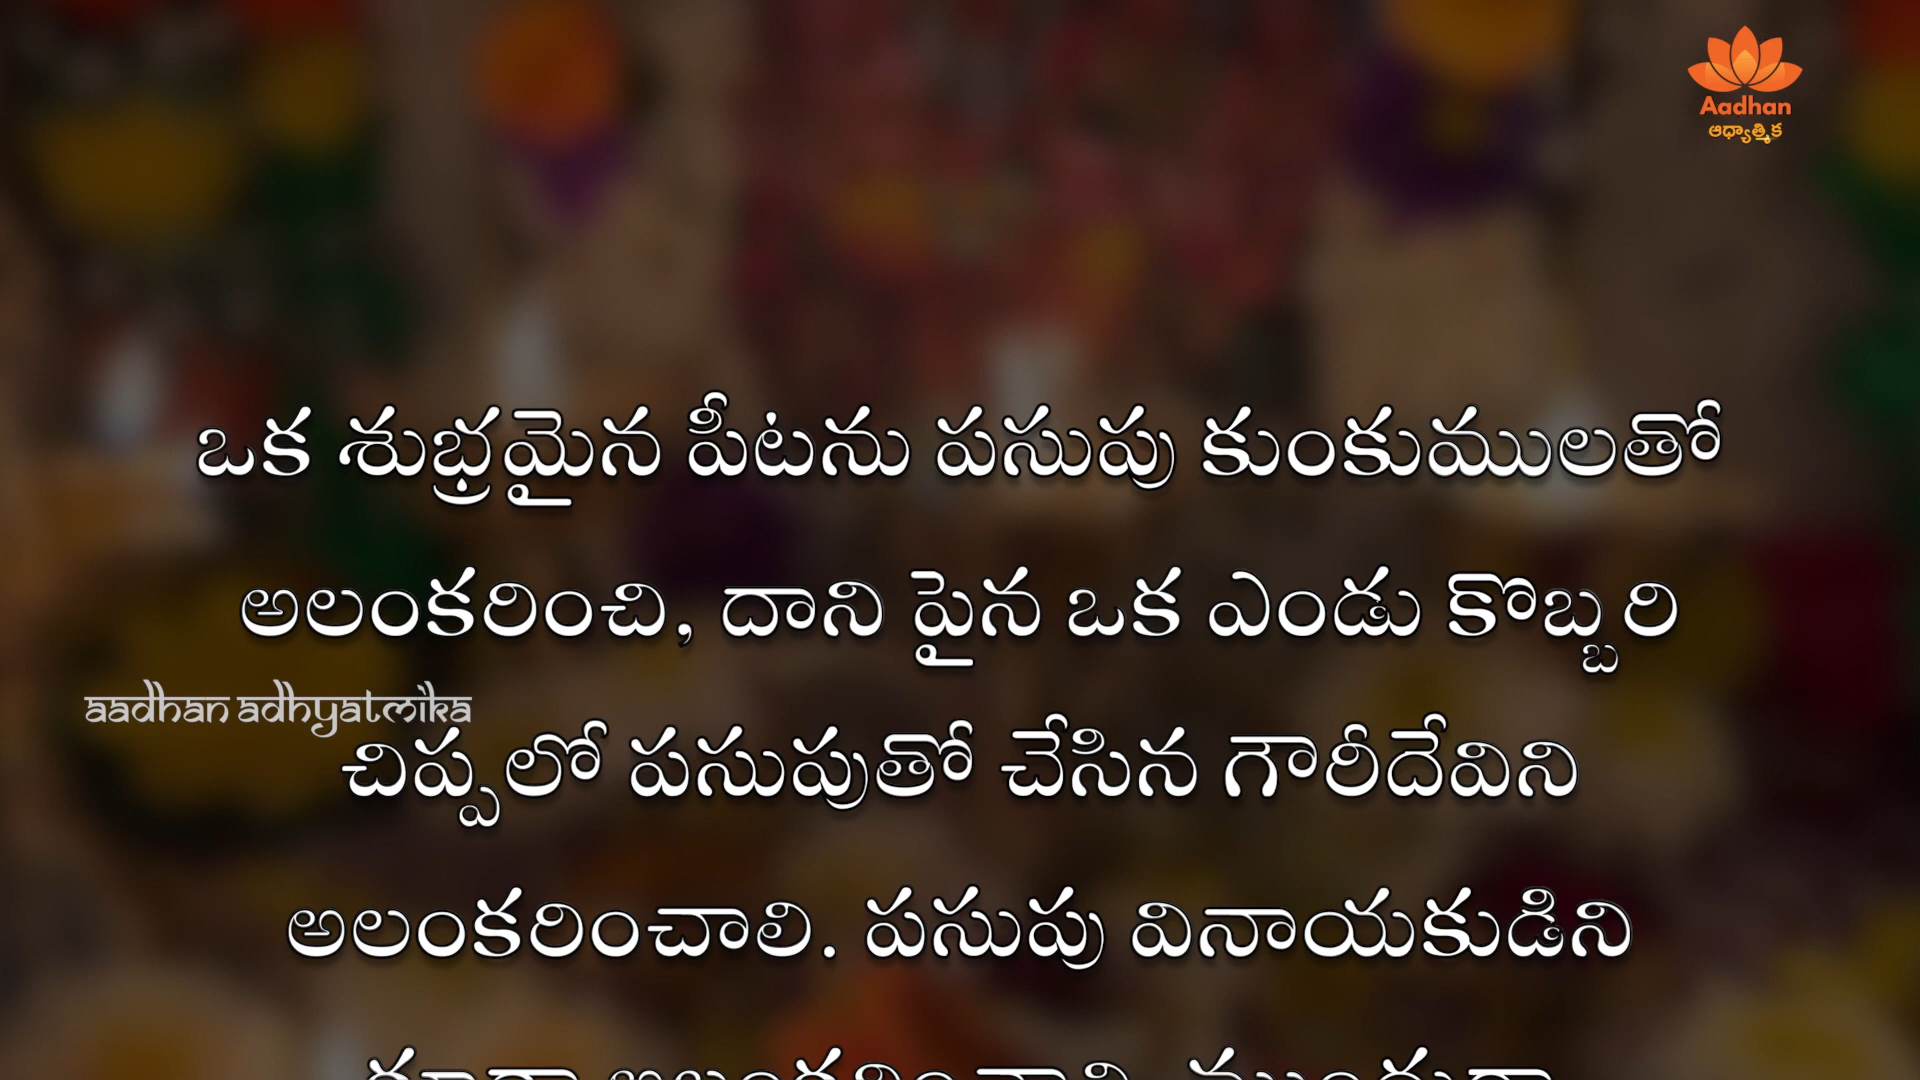 Aadhan
ఆధ్యాత్మిక
ఒక శుభ్రమైన పీటను పసుపు కుంకుములతో
అలంకరించి, దాని పైన ఒక ఎండు కొబ్బరి
aadhan adhyatmika
చిప్పలో పసుపుతో చేసిన గౌరీదేవిని
అలంకరించాలి. పసుపు వినాయకుడిని